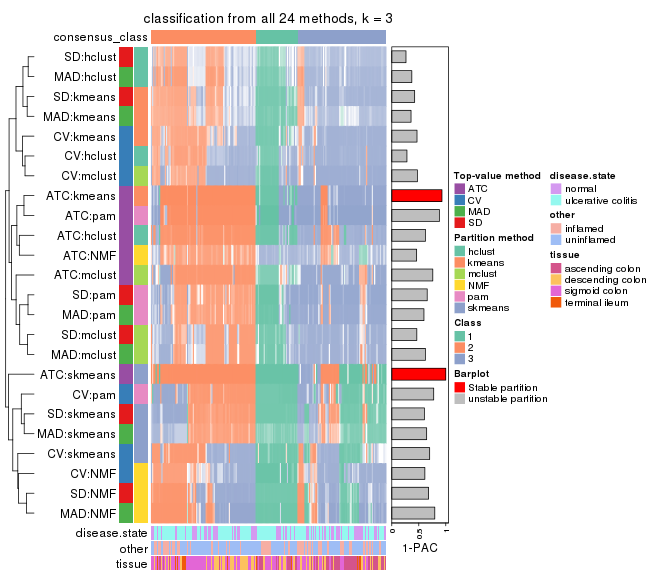 classification from all 24 methods, k = 3
consensus_class
SD:hclust
MAD:hclust
SD:kmeans
MAD:kmeans
CV:kmeans
CV:hclust
CV:mclust
ATC:kmeans
ATC:pam
ATC:hclust
ATC:NMF
ATC:mclust
SD:pam
MAD:pam
SD:mclust
MAD:mclust
ATC:skmeans
CV:pam
SD:skmeans
MAD:skmeans
CV:skmeans
CV:NMF
SD:NMF
MAD:NMF
disease.state
other
tissue
0
0.5
1
1-PAC
Top-value method
ATC
CV
MAD
SD
Partition method
hclust
kmeans
mclust
NMF
pam
skmeans
Class
1
2
3
Barplot
Stable partition
unstable partition
disease.state
normal
ulcerative colitis
other
inflamed
uninflamed
tissue
ascending colon
descending colon
sigmoid colon
terminal ileum